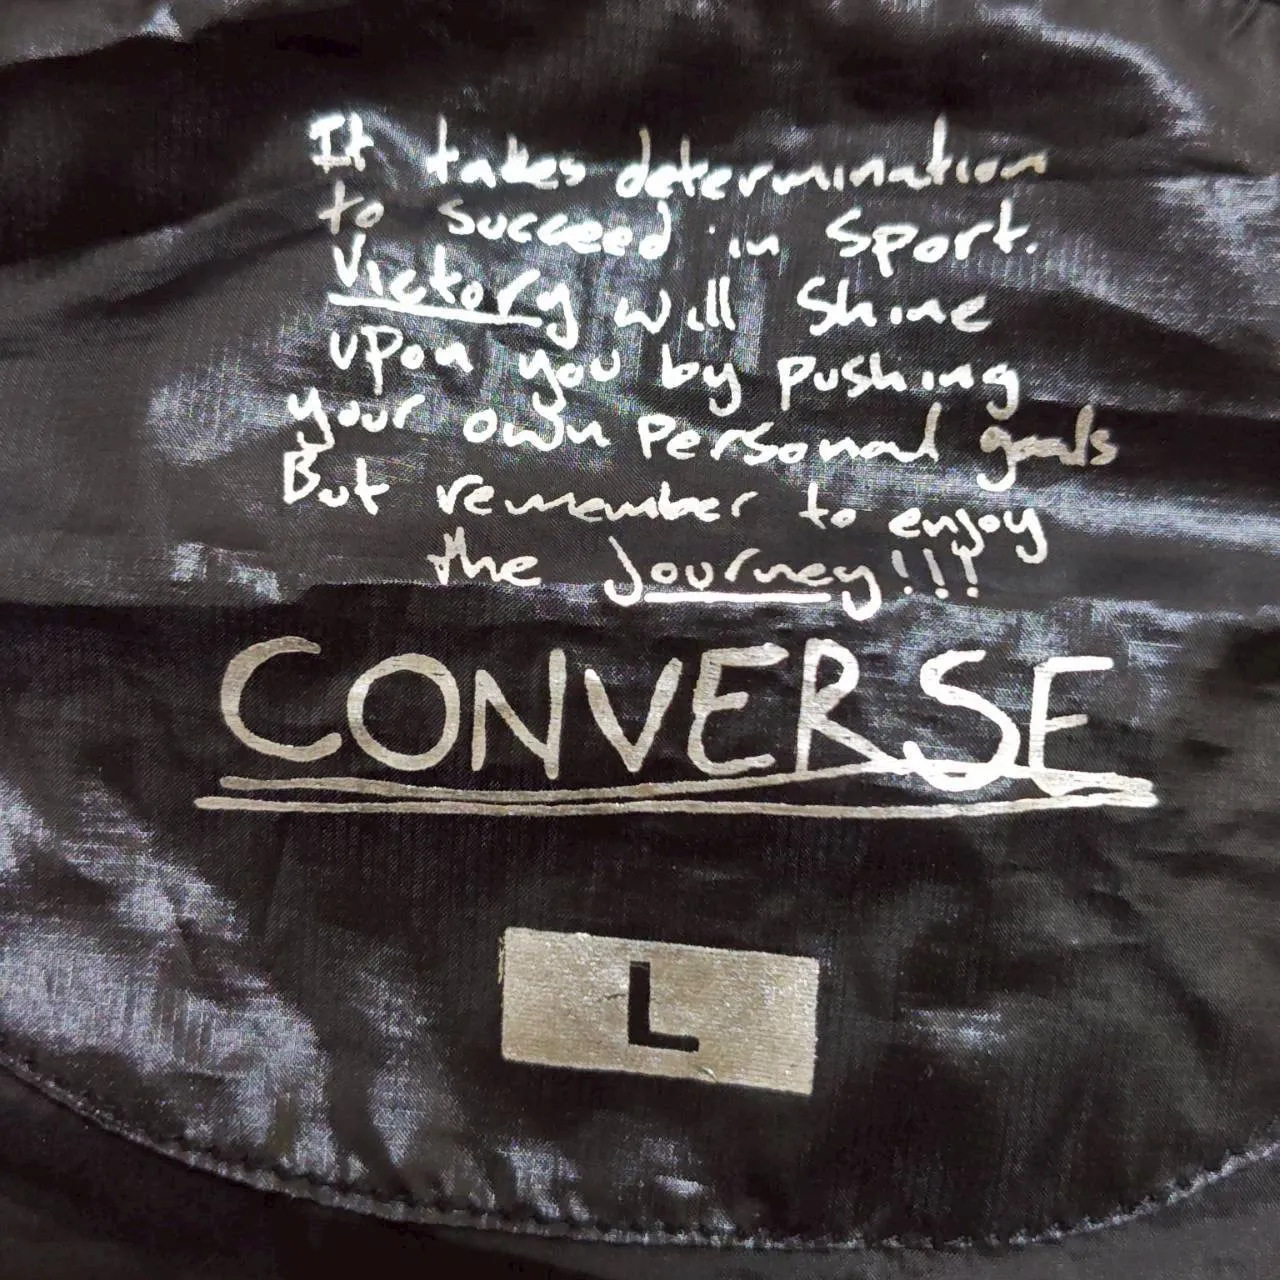 It takes determination
to succeed in Sport.
Victory will Shine
upon you by pushing
your own personal goals
But remember to enjoy
the journey!!!
CONVERSE
L